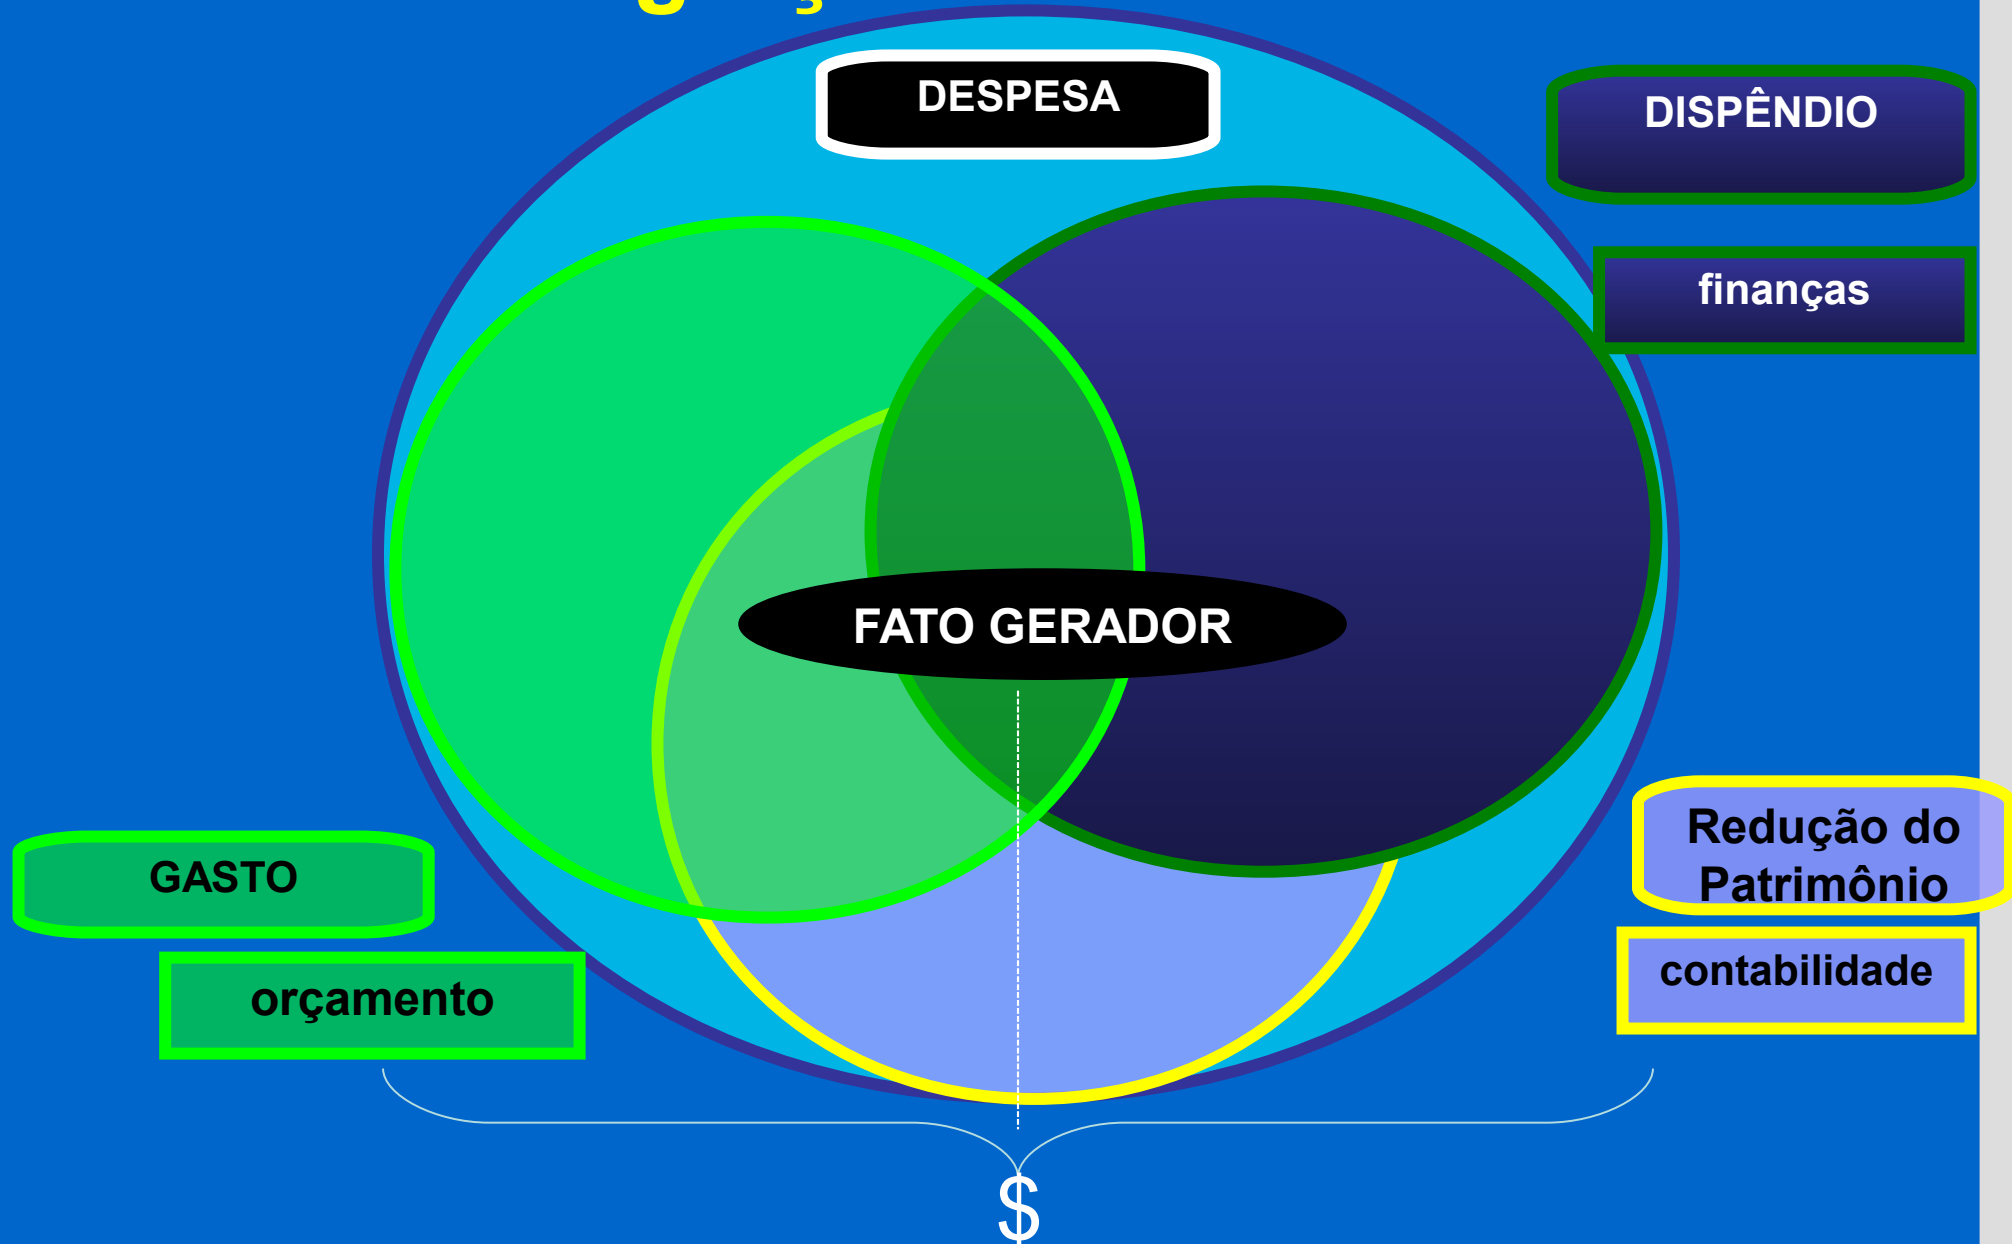 DESPESA
DISPÊNDIO
finanças
FATO GERADOR
GASTO
orçamento
Redução do
Patrimônio
contabilidade
$